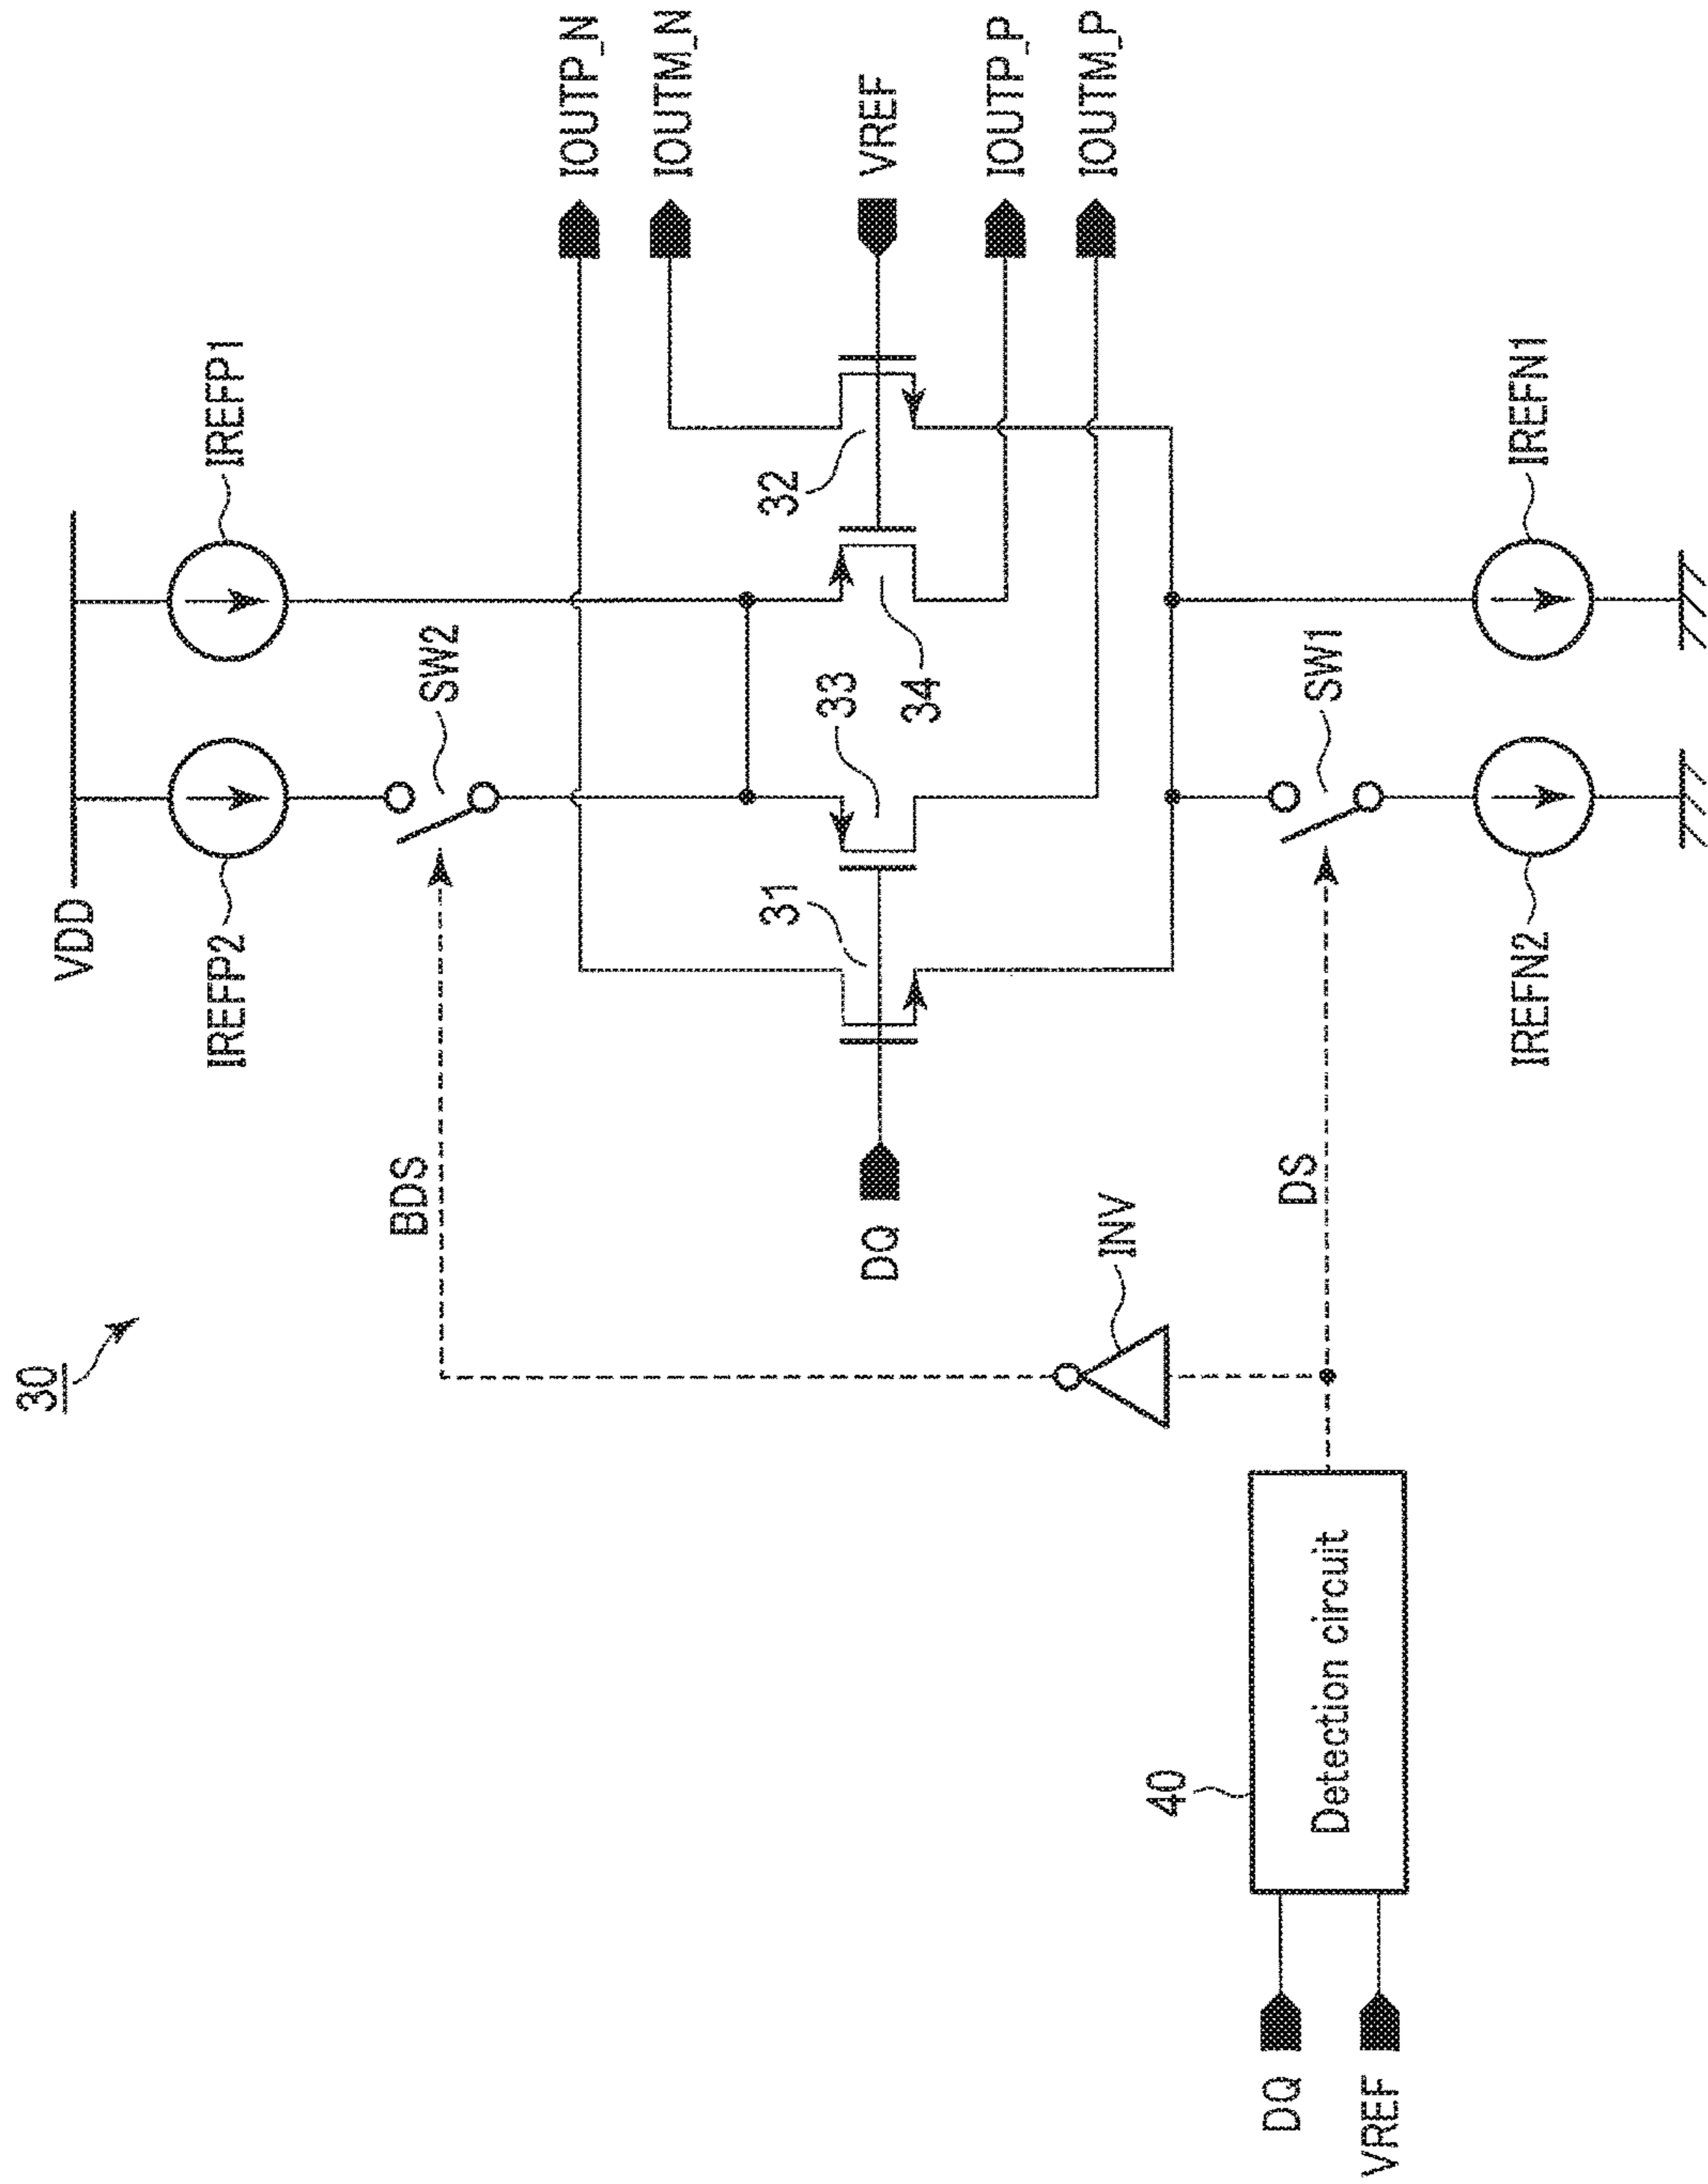 30
VDD
IREFP2
IREFP1
SW2
BDS
IOUTP_N
IOUTM_N
31
33
32
34
DQ
VREF
IOUTP_P
IOUTM_P
INV
DS
SW1
40
Detection circuit
DQ
VREF
IREFN2
IREFN1